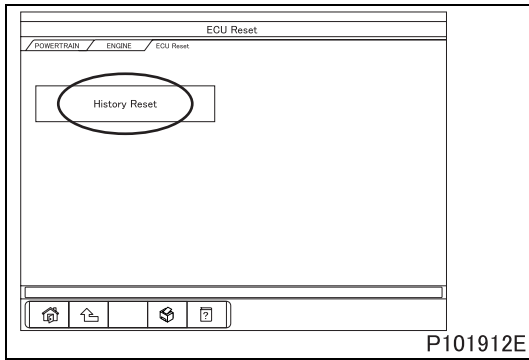 ECU Reset
POWERTRAIN ENGINE ECU Reset
History Reset
?
P101912E